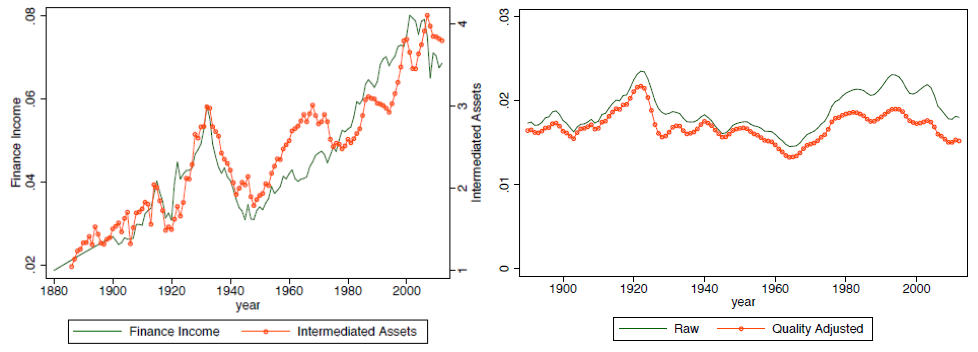 .08
.06
.04
.02
Finance Income
4
3
2
1
Intermediated Assets
1880 1900 1920 1940 1960 1980 2000
year
Finance Income Intermediated Assets
.03
.02
.01
0
1900 1920 1940 1960 1980 2000
year
Raw Quality Adjusted